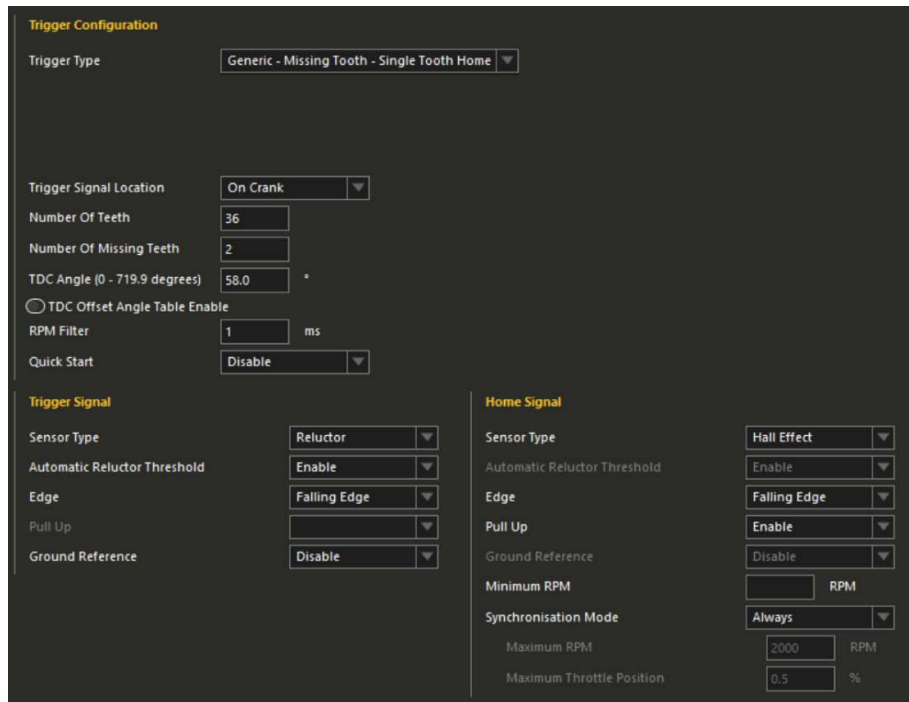 Trigger Configuration
Trigger Type Generic - Missing Tooth - Single Tooth Home
Trigger Signal Location On Crank
Number Of Teeth 36
Number Of Missing Teeth 2
TDC Angle (0 - 719.9 degrees) 58.0 °
TDC Offset Angle Table Enable
RPM Filter 1 ms
Quick Start Disable
Trigger Signal
Sensor Type Reluctor
Automatic Reluctor Threshold Enable
Edge Falling Edge
Pull Up
Ground Reference Disable
Home Signal
Sensor Type Hall Effect
Automatic Reluctor Threshold Enable
Edge Falling Edge
Pull Up Enable
Ground Reference Disable
Minimum RPM RPM
Synchronisation Mode Always
Maximum RPM 2000 RPM
Maximum Throttle Position 0.5 %